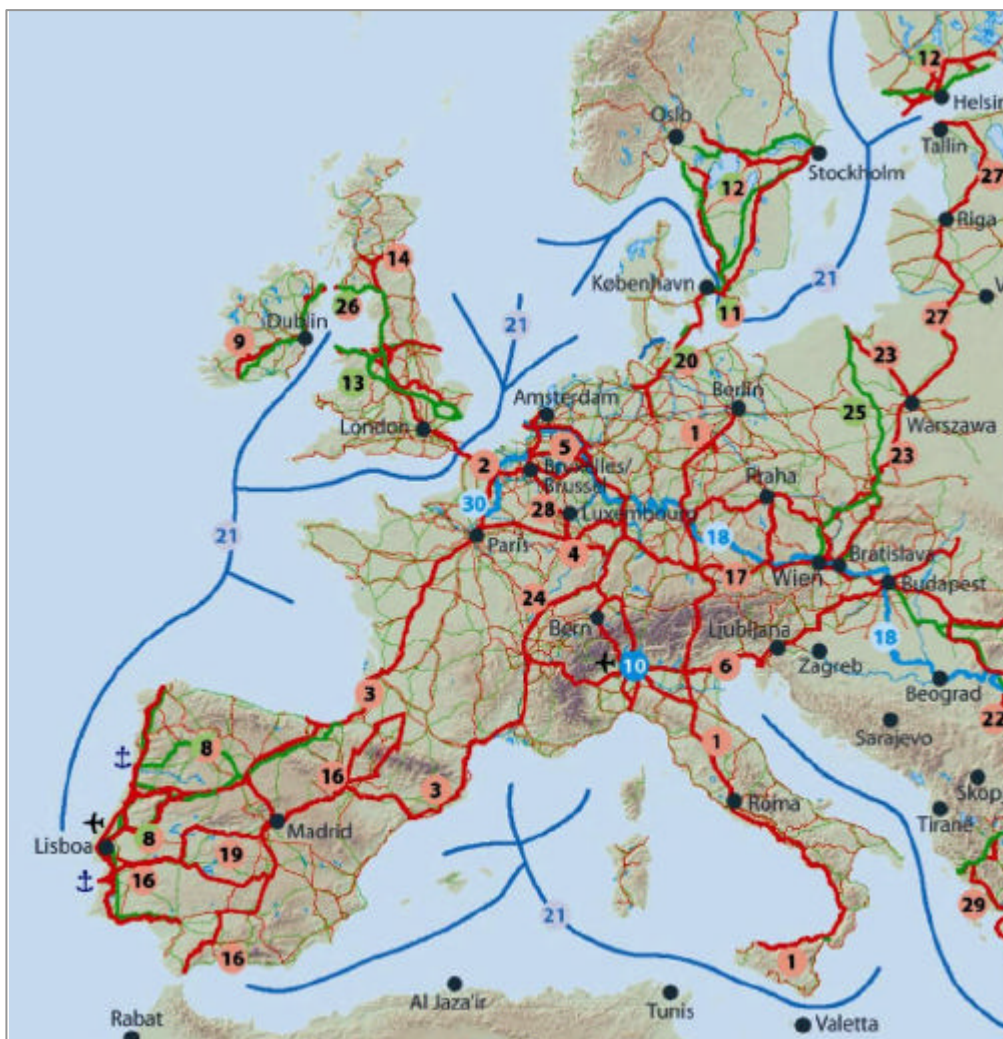 12
Helsin
Oslo
Tallin
Stockholm
12
27
Riga
14
København
21
26
11
27
21
9
Dublin
20
23
13
Amsterdam
Berlin
25
London
1
Warszawa
5
2
Bruxelles/
Brussel
23
30
28
Luxembourg
Praha
Paris
21
4
18
Bratislava
17
Wien
Budapest
24
Bern
Ljubljana
18
10
6
Zagreb
Beograd
3
22
8
Sarajevo
1
16
3
Skop
Roma
Tirane
Madrid
8
Lisboa
19
16
29
21
16
1
Al Jaza'ir
Tunis
Rabat
Valetta